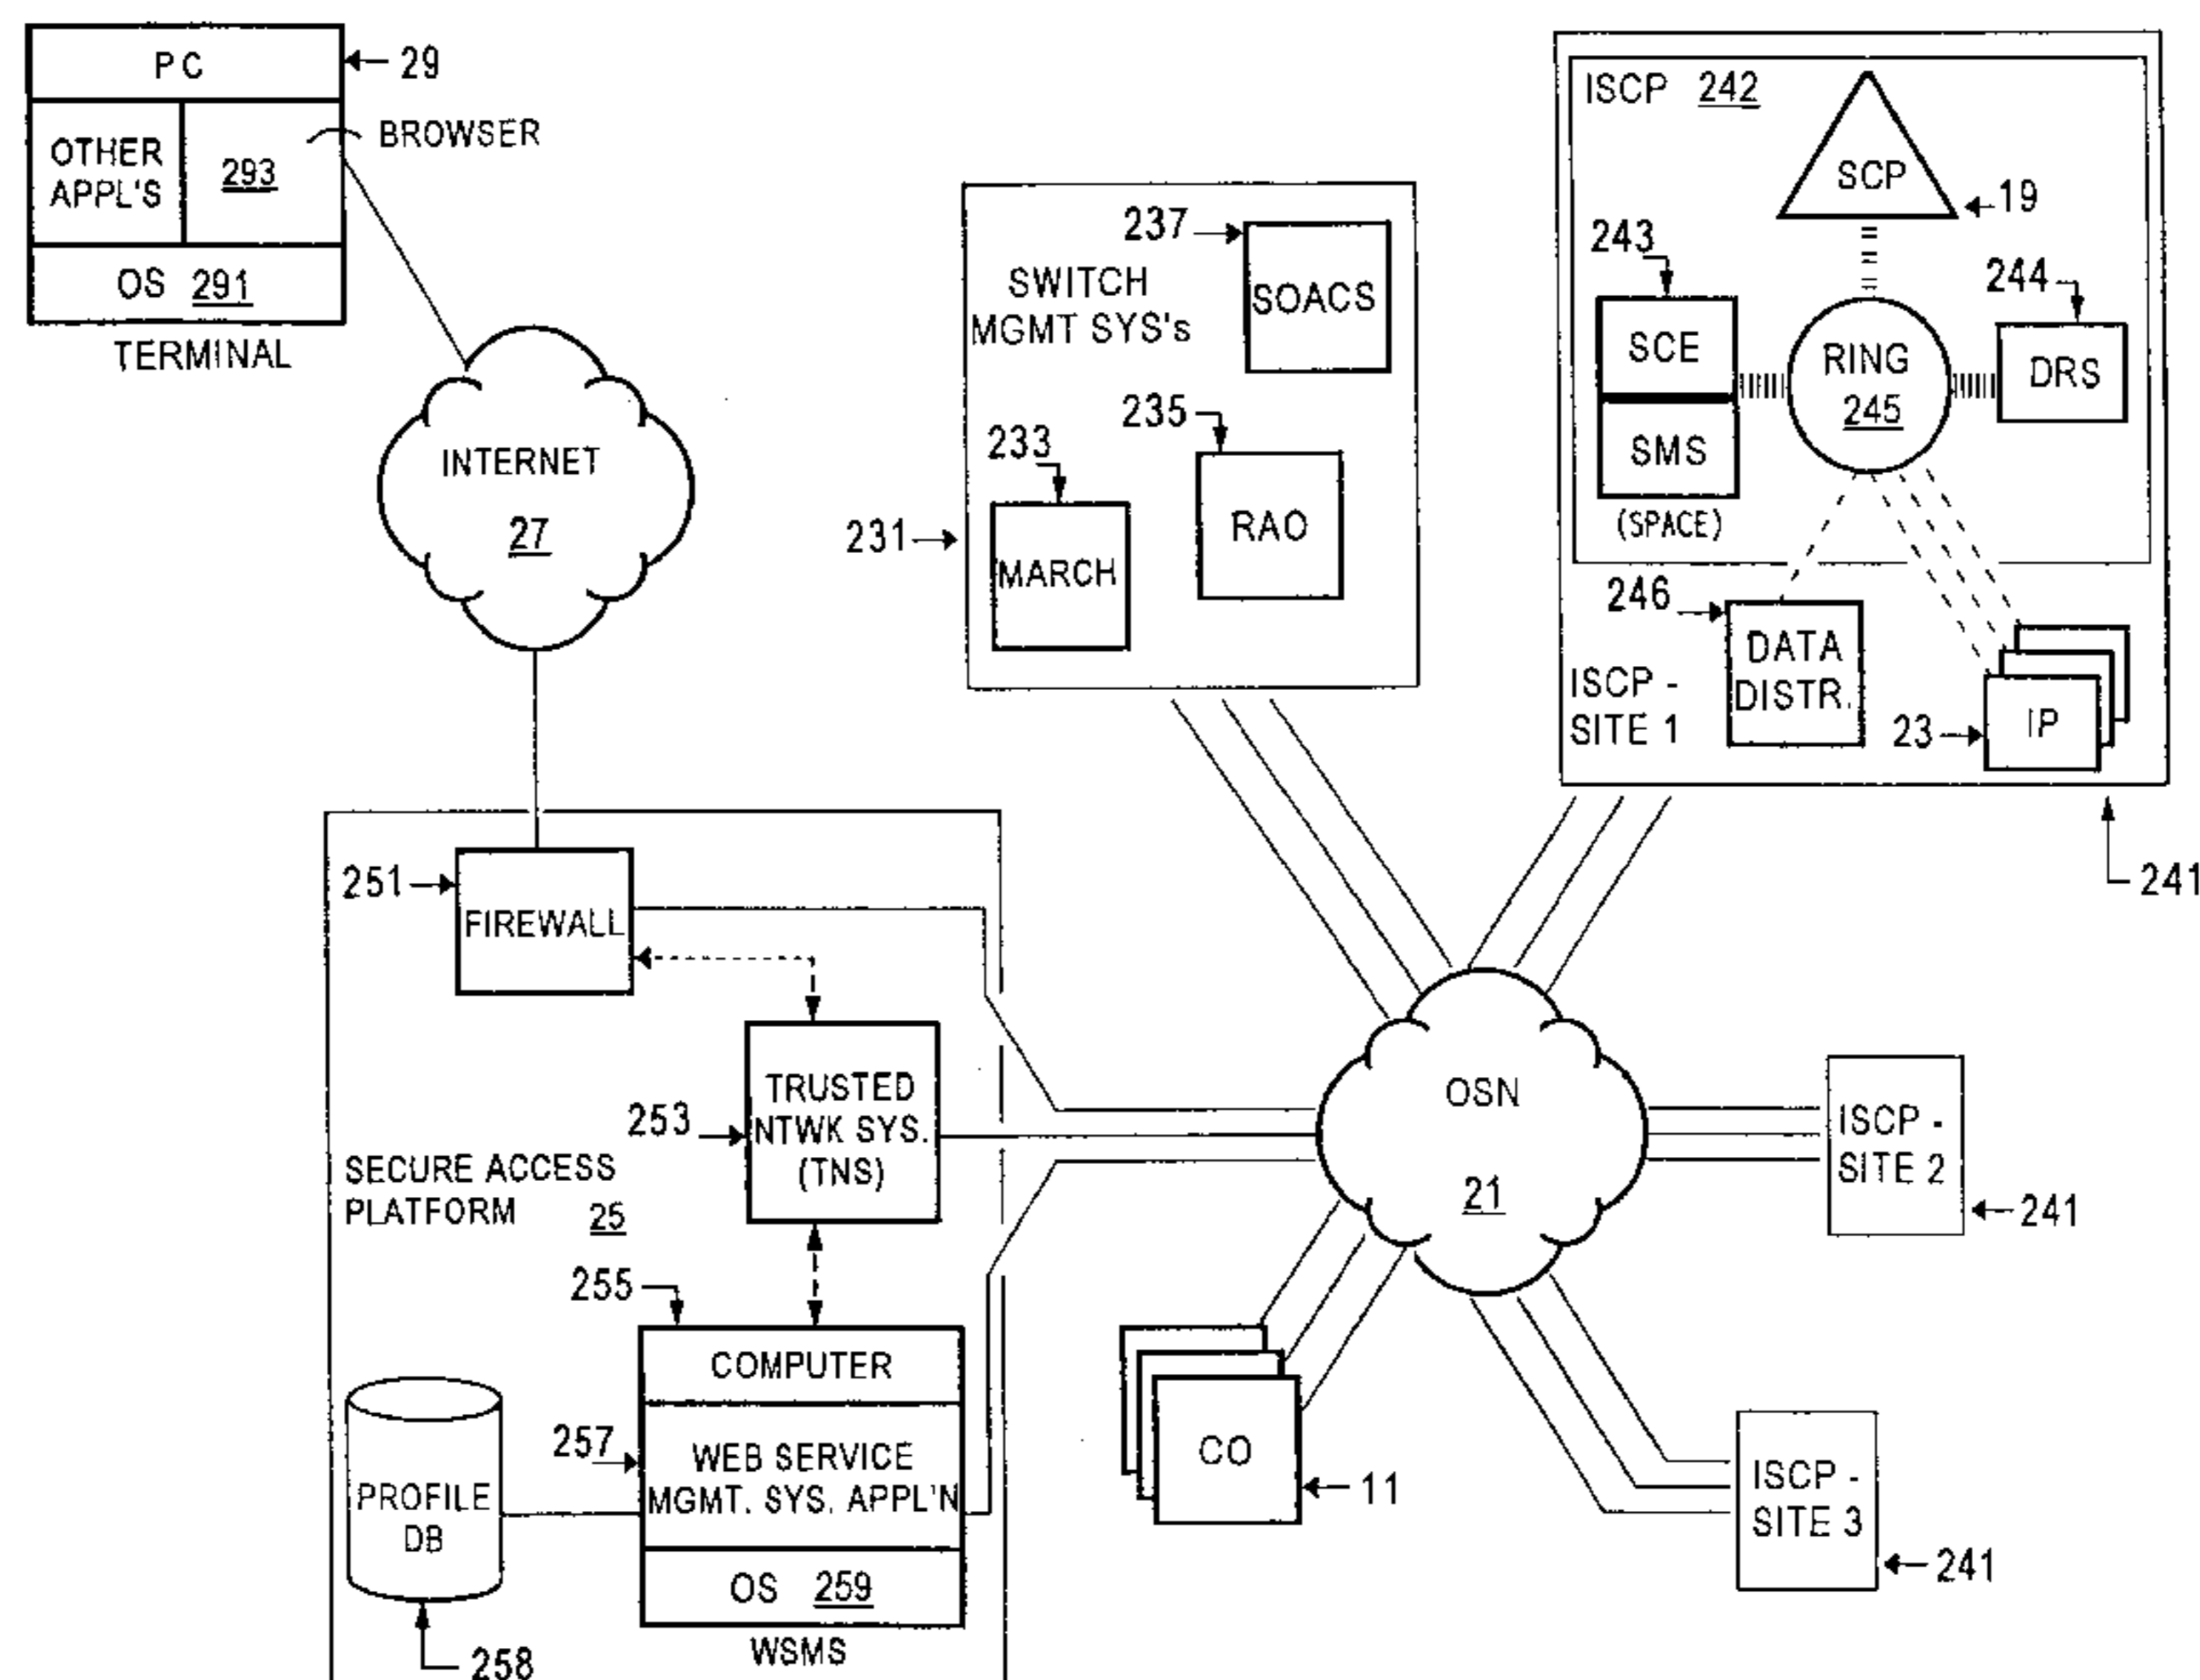 PC
29
BROWSER
OTHER
APPL'S
293
OS 291
TERMINAL
INTERNET
27
237
SWITCH
MGMT SYS's
SOACS
235
233
RAO
231
MARCH
ISCP 242
SCP
19
243
244
SCE
RING
245
DRS
SMS
(SPACE)
246
DATA
DISTR.
ISCP -
SITE 1
23
IP
241
251
FIREWALL
TRUSTED
NTWK SYS.
(TNS)
253
SECURE ACCESS
PLATFORM 25
255
COMPUTER
257
WEB SERVICE
MGMT. SYS. APPL'N
PROFILE
DB
OS 259
WSMS
258
OSN
21
ISCP -
SITE 2
241
CO
11
ISCP -
SITE 3
241